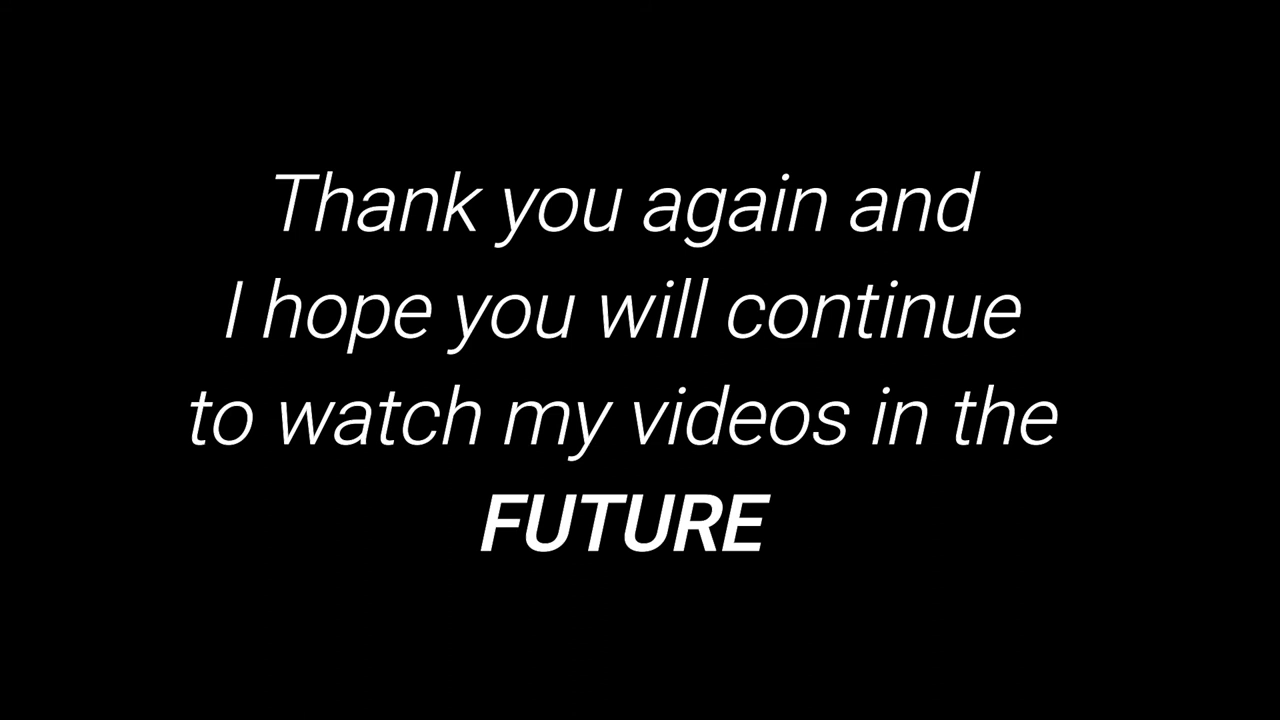 Thank you again and
I hope you will continue
to watch my videos in the
FUTURE